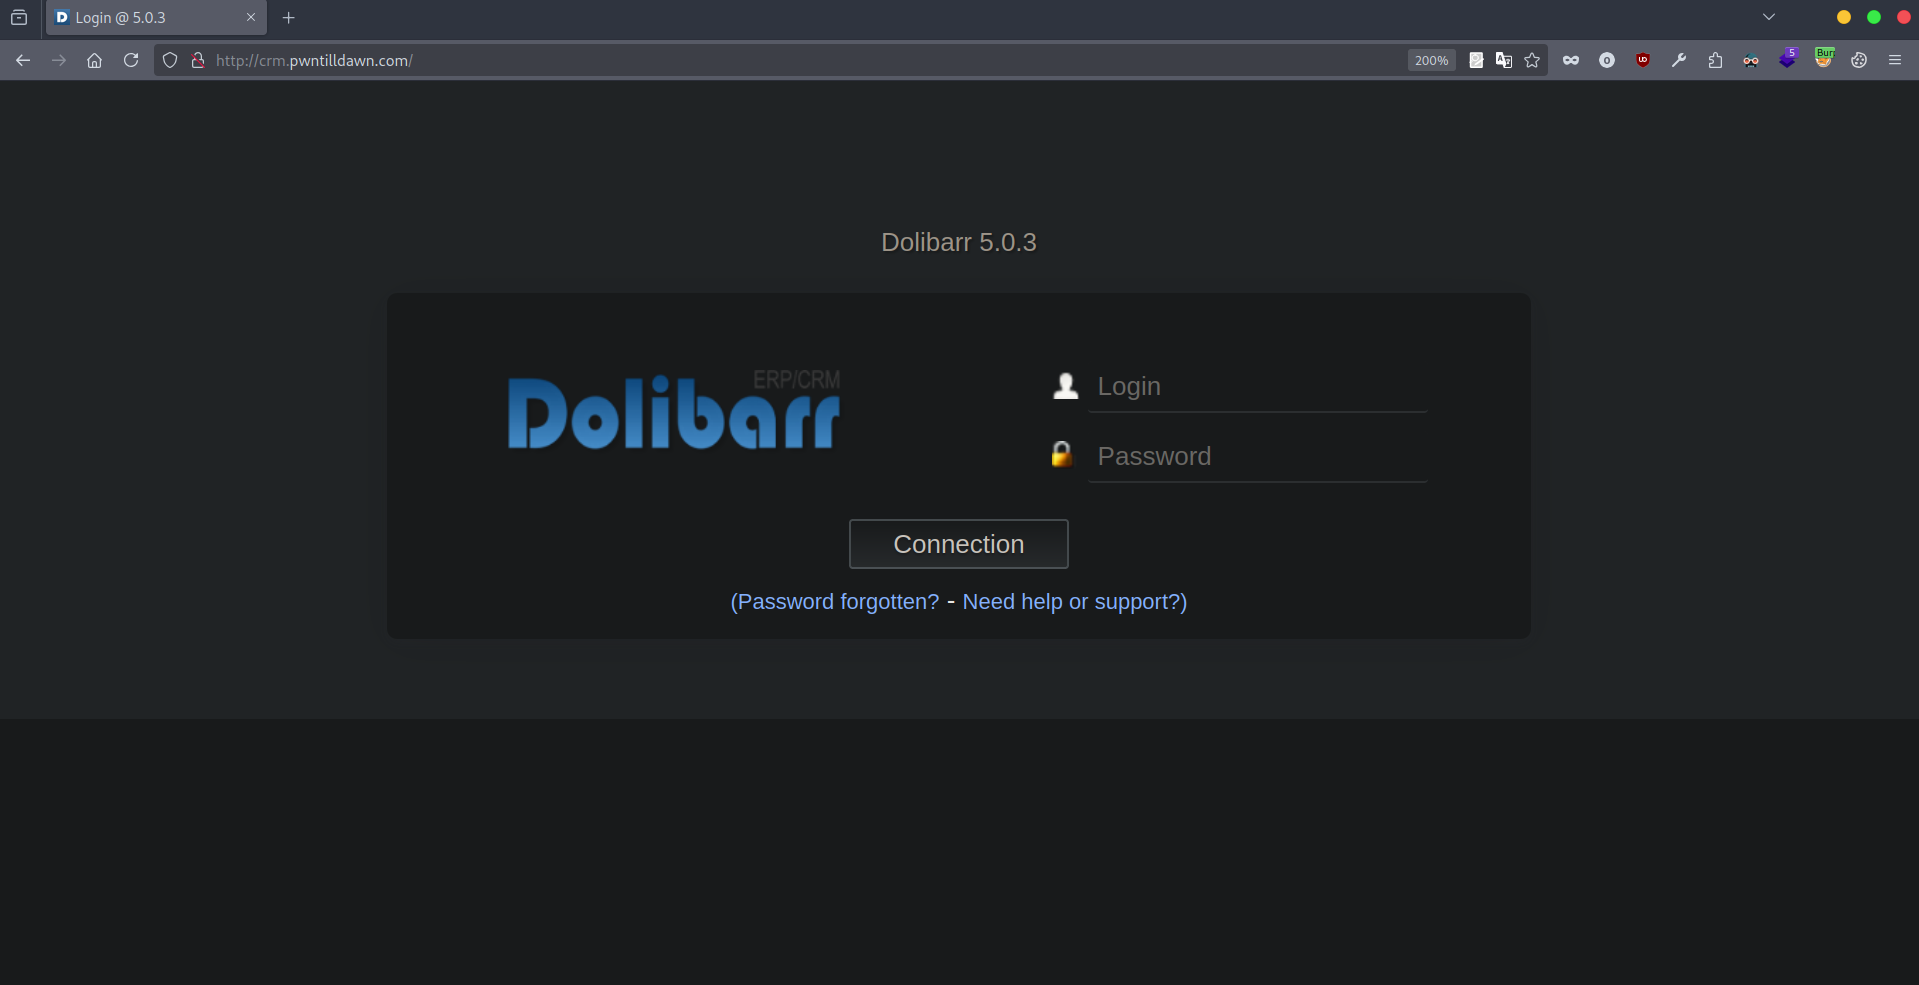 Login @ 5.0.3
http://crm.pwntilldawn.com/
200%
5
Burr
Dolibarr 5.0.3
ERP/CRM
Dolibarr
Login
Password
Connection
(Password forgotten? - Need help or support?)